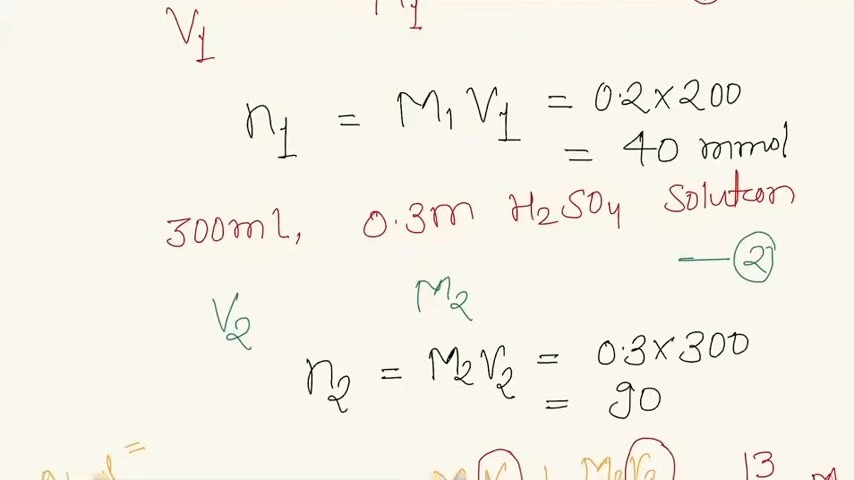 V1
n1 = M1V1 = 0.2×200
= 40 mmol
300ml, 0.3m H2SO4 Solution
—②
V2 M2
n2 = M2V2 = 0.3×300
= 90
=
13